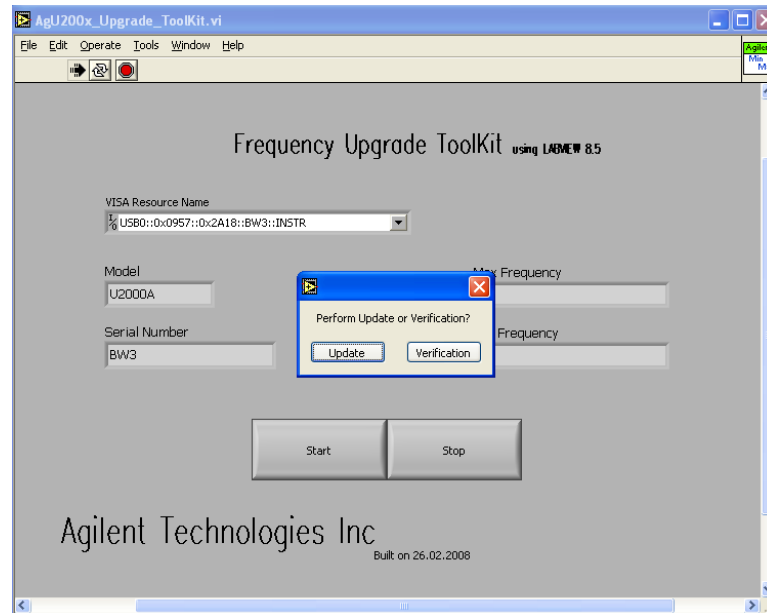 AgU200x_Upgrade_ToolKit.vi
File Edit Operate Tools Window Help
Frequency Upgrade ToolKit using LABVIEW 8.5
VISA Resource Name
USB0::0x0957::0x2A18::BW3::INSTR
Model
Max Frequency
U2000A
Perform Update or Verification?
Serial Number
Frequency
Update
Verification
BW3
Start
Stop
Agilent Technologies Inc
Built on 26.02.2008